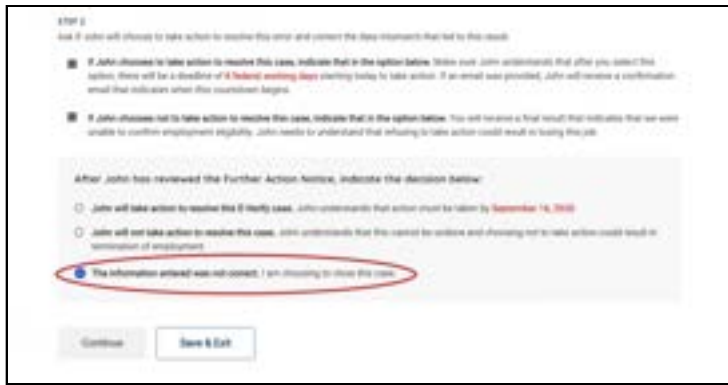 STEP 2
Ask if John will choose to take action to resolve this error and correct the data mismatch that led to this result.
If John chooses to take action to resolve this case, indicate that in the option below. Make sure John understands that after you select this
option, there will be a deadline of 8 federal working days starting today to take action. If an email was provided, John will receive a confirmation
email that indicates when this countdown begins.
If John chooses not to take action to resolve this case, indicate that in the option below. You will receive a final result that indicates that we were
unable to confirm employment eligibility. John needs to understand that refusing to take action could result in losing the job.
After John has reviewed the Further Action Notice, indicate the decision below:
John will take action to resolve this E-Verify case. John understands that action must be taken by September 14,
John will not take action to resolve this case. John understands that this cannot be undone and choosing not to take action could result in
termination of employment.
The information entered was not correct. I am choosing to close this case.
Continue
Save & Exit